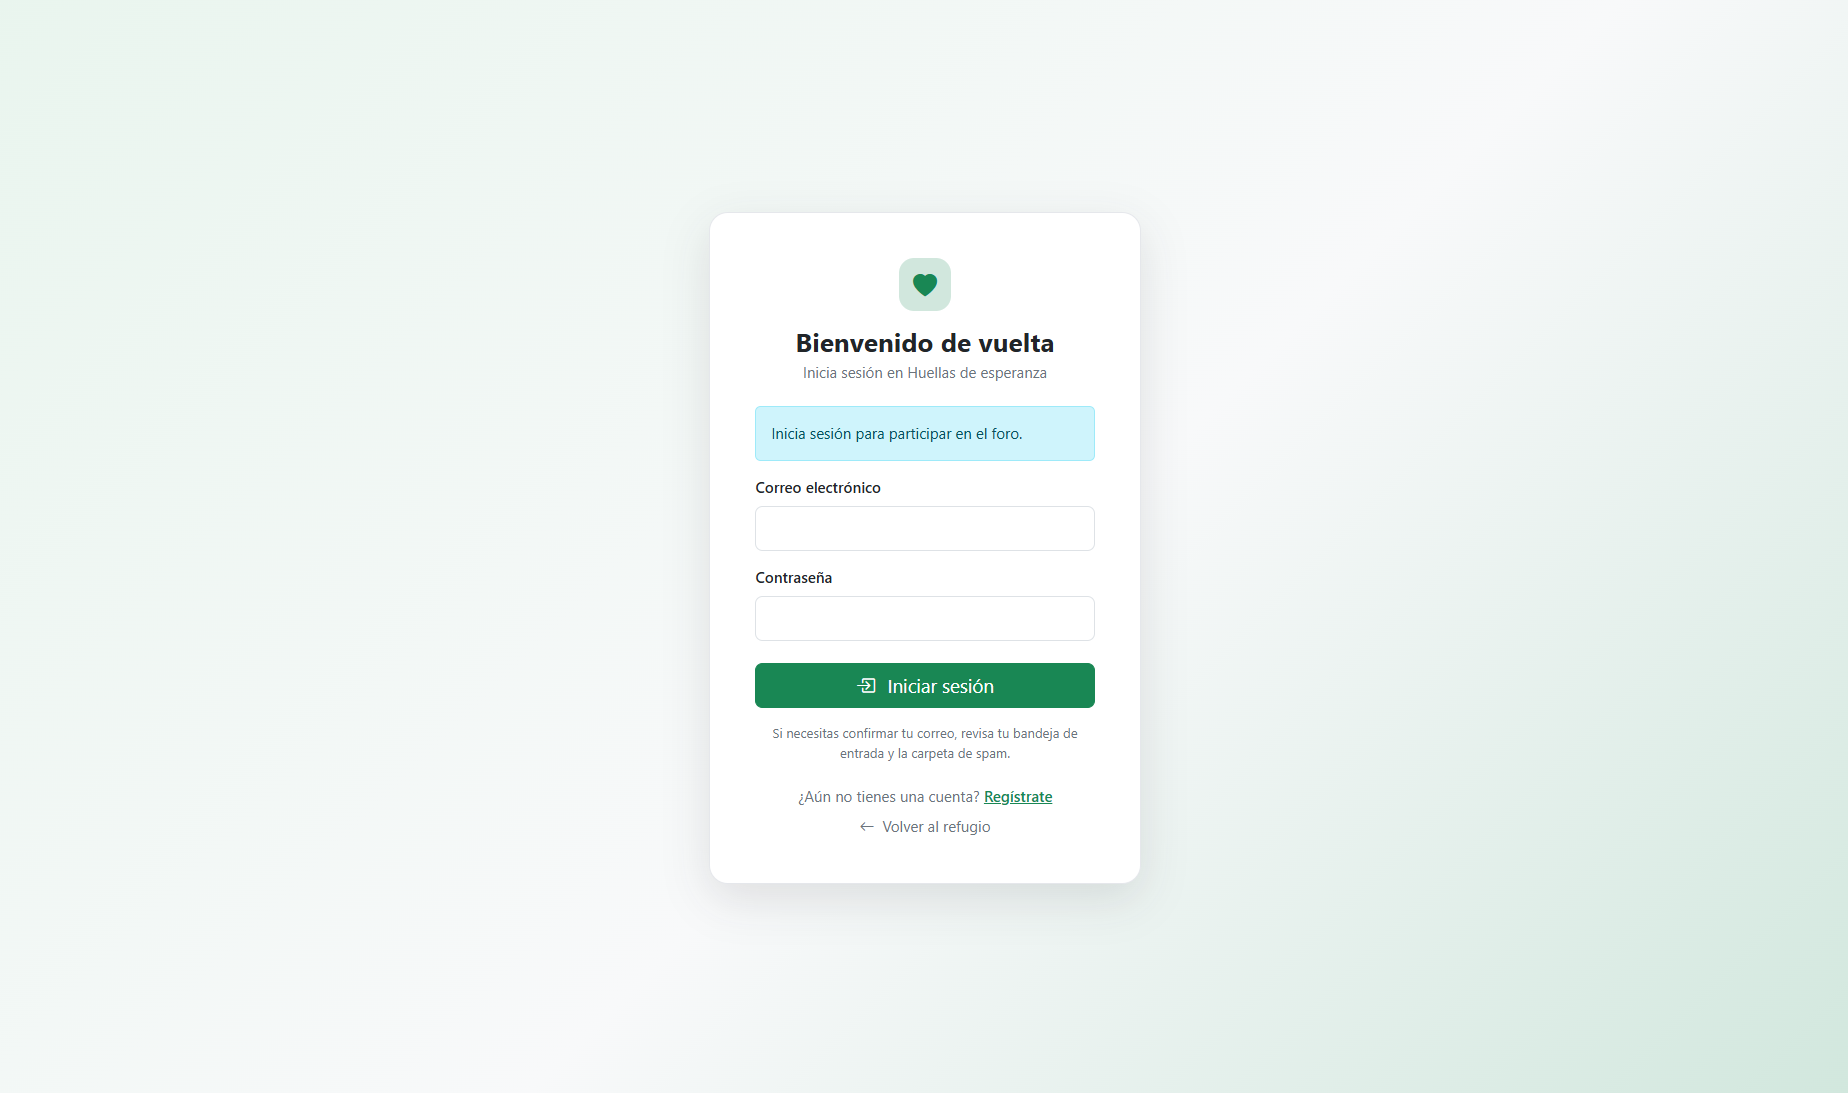 Bienvenido de vuelta
Inicia sesión en Huellas de esperanza
Inicia sesión para participar en el foro.
Correo electrónico
Contraseña
Iniciar sesión
Si necesitas confirmar tu correo, revisa tu bandeja de
entrada y la carpeta de spam.
¿Aún no tienes una cuenta? Regístrate
← Volver al refugio